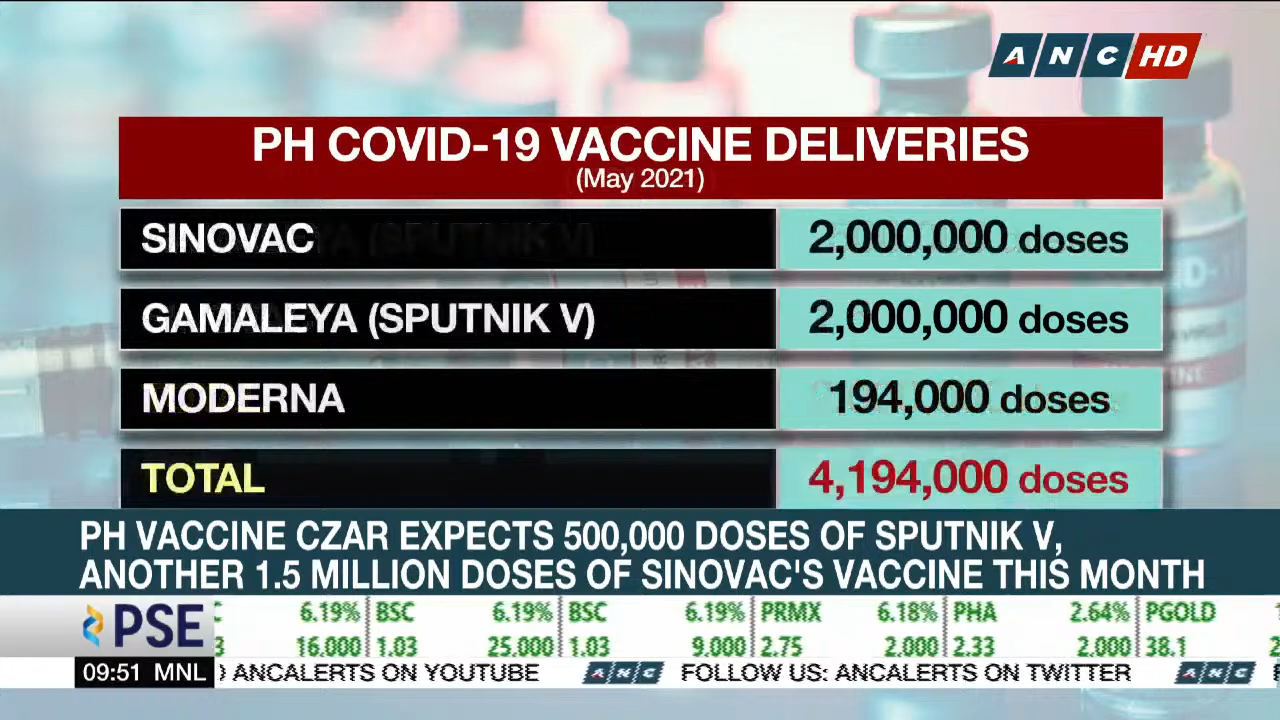 ANC HD
PH COVID-19 VACCINE DELIVERIES
(May 2021)
SINOVAC 2,000,000 doses
GAMALEYA (SPUTNIK V) 2,000,000 doses
MODERNA 194,000 doses
TOTAL 4,194,000 doses
PH VACCINE CZAR EXPECTS 500,000 DOSES OF SPUTNIK V,
ANOTHER 1.5 MILLION DOSES OF SINOVAC'S VACCINE THIS MONTH
PSE
6.19% BSC 6.19% BSC 6.19% PRMX 6.18% PHA 2.64% PGOLD
16,000 1.03 25,000 1.03 9,000 2.75 2,000 2.33 2,000 38.1
09:51 MNL ANCALERTS ON YOUTUBE ANC FOLLOW US: ANCALERTS ON TWITTER ANC